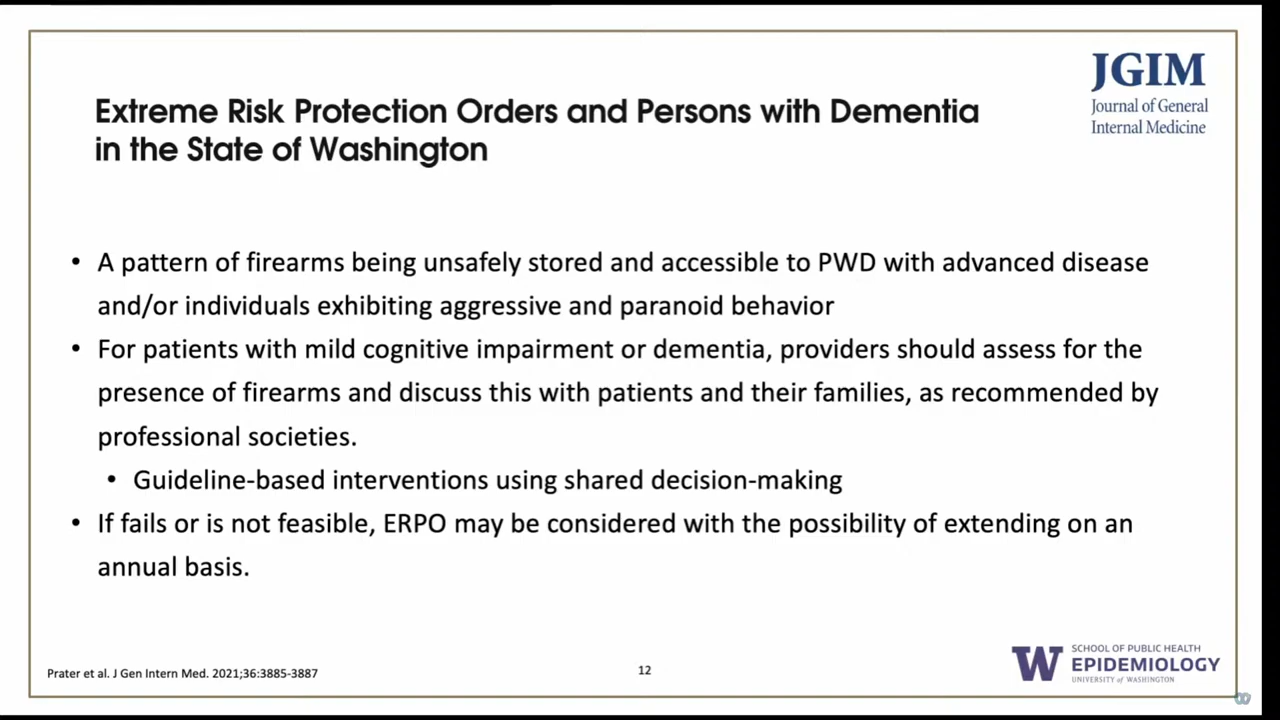 JGIM
Journal of General
Internal Medicine
Extreme Risk Protection Orders and Persons with Dementia
in the State of Washington
• A pattern of firearms being unsafely stored and accessible to PWD with advanced disease
and/or individuals exhibiting aggressive and paranoid behavior
• For patients with mild cognitive impairment or dementia, providers should assess for the
presence of firearms and discuss this with patients and their families, as recommended by
professional societies.
• Guideline-based interventions using shared decision-making
• If fails or is not feasible, ERPO may be considered with the possibility of extending on an
annual basis.
Prater et al. J Gen Intern Med. 2021;36:3885-3887
12
W
SCHOOL OF PUBLIC HEALTH
EPIDEMIOLOGY
UNIVERSITY of WASHINGTON